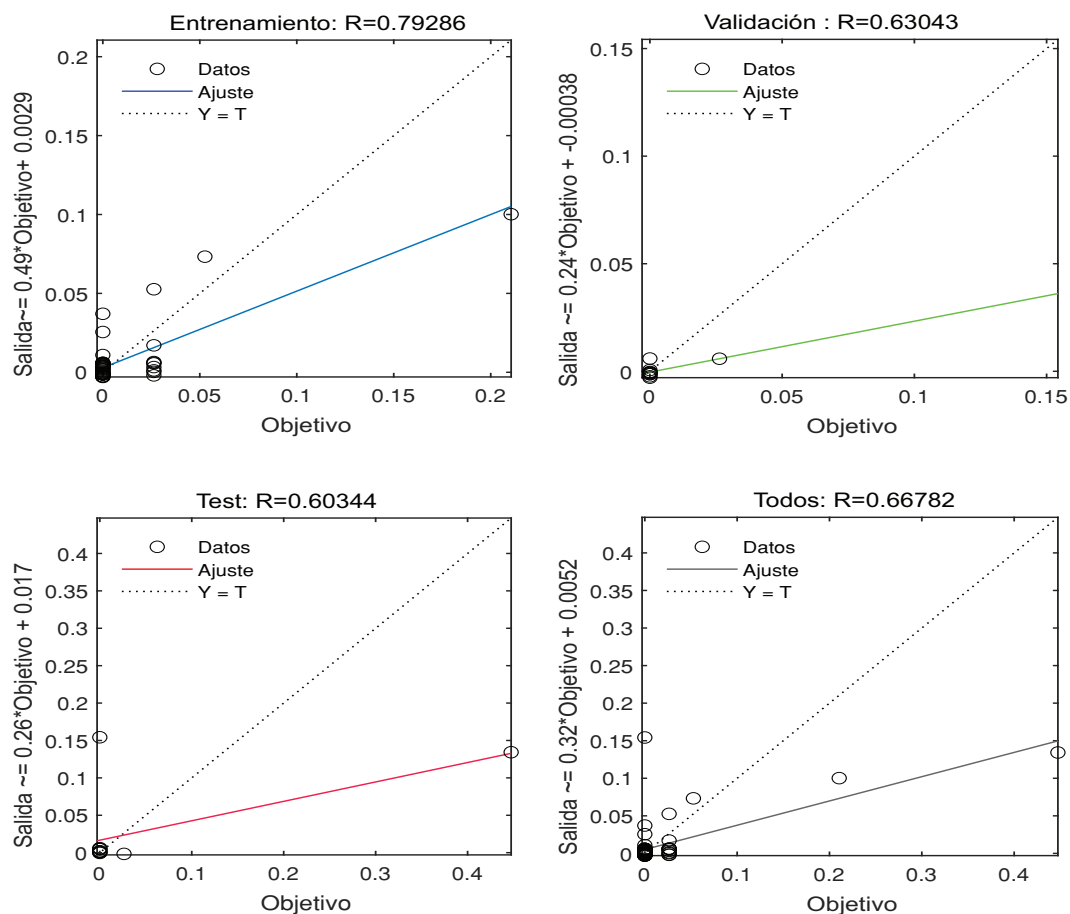 Entrenamiento: R=0.79286
Datos
Ajuste
Y = T
Salida~= 0.49*Objetivo+ 0.0029
0.2
0.15
0.1
0.05
0
0
0.05
0.1
0.15
0.2
Objetivo
Validación : R=0.63043
Datos
Ajuste
Y = T
Salida ~= 0.24*Objetivo + -0.00038
0.15
0.1
0.05
0
0
0.05
0.1
0.15
Objetivo
Test: R=0.60344
Datos
Ajuste
Y = T
Salida ~= 0.26*Objetivo + 0.017
0.4
0.35
0.3
0.25
0.2
0.15
0.1
0.05
0
0
0.1
0.2
0.3
0.4
Objetivo
Todos: R=0.66782
Datos
Ajuste
Y = T
Salida ~= 0.32*Objetivo + 0.0052
0.4
0.35
0.3
0.25
0.2
0.15
0.1
0.05
0
0
0.1
0.2
0.3
0.4
Objetivo